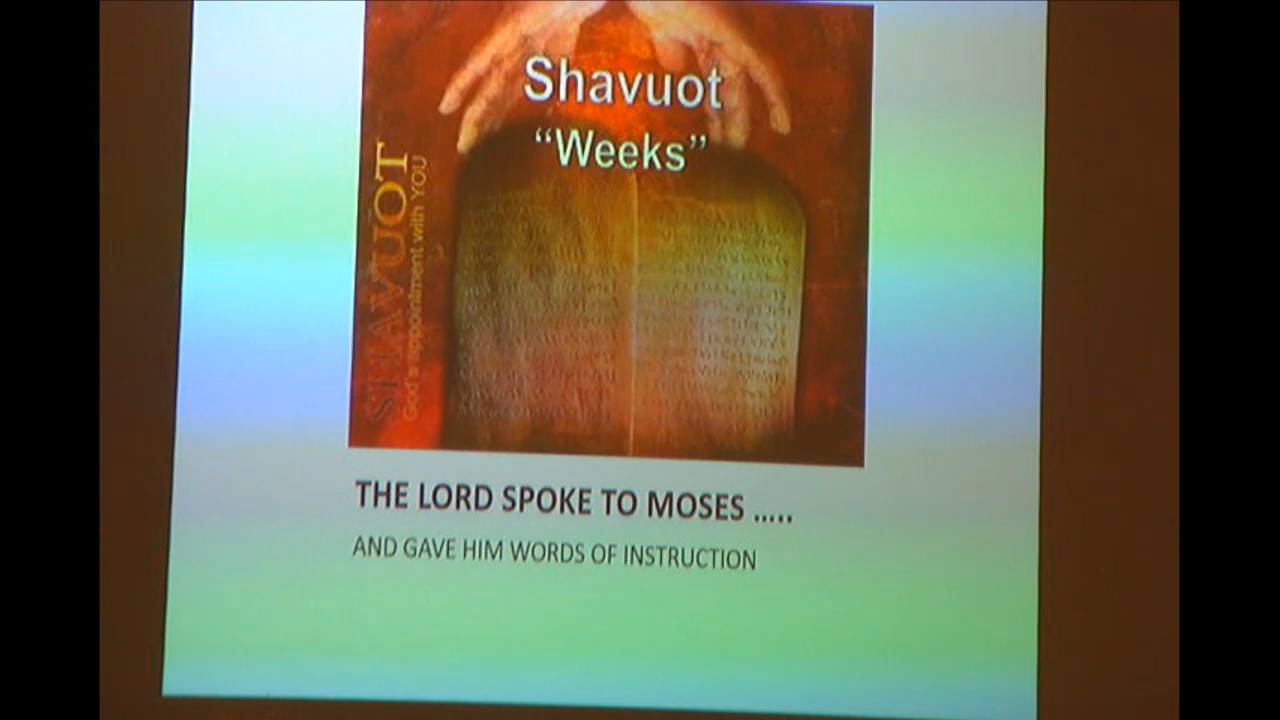 Shavuot
“Weeks”
SHAVUOT
God's appointment with YOU
THE LORD SPOKE TO MOSES .....
AND GAVE HIM WORDS OF INSTRUCTION